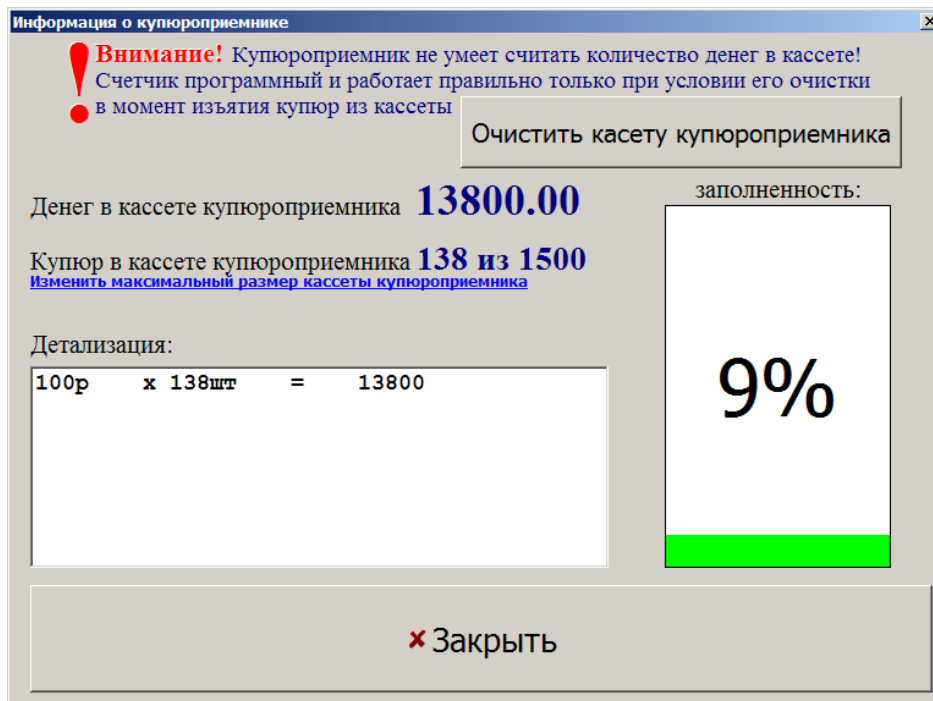 Информация о купюроприемнике
Внимание! Купюроприемник не умеет считать количество денег в кассете!
Счетчик программный и работает правильно только при условии его очистки
в момент изъятия купюр из кассеты
Очистить касету купюроприемника
Денег в кассете купюроприемника 13800.00
заполненность:
Купюр в кассете купюроприемника 138 из 1500
Изменить максимальный размер кассеты купюроприемника
Детализация:
100р х 138шт = 13800
9%
Закрыть